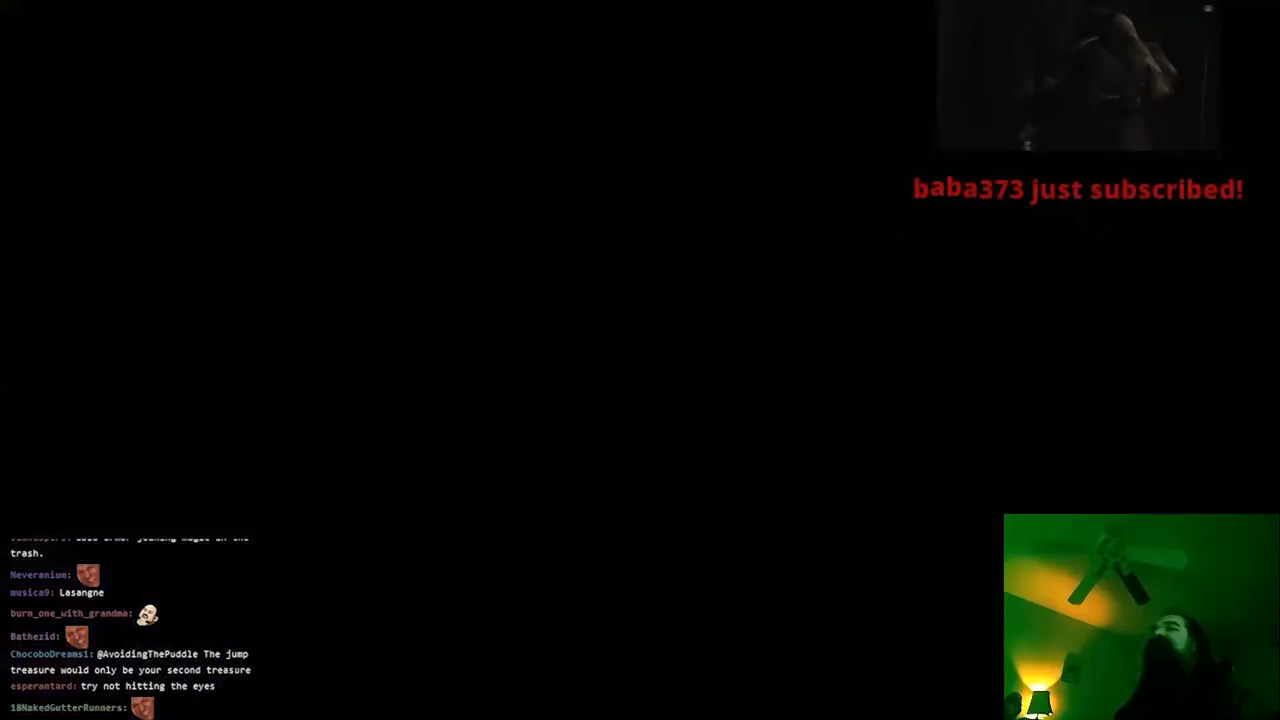 baba373 just subscribed!
trash.
Neveranium:
musica9: Lasangne
burn_one_with_grandma:
Bathezid:
ChocoboDreams1: @AvoidingThePuddle The jump
treasure would only be your second treasure
esperantard: try not hitting the eyes
18NakedGutterRunners: